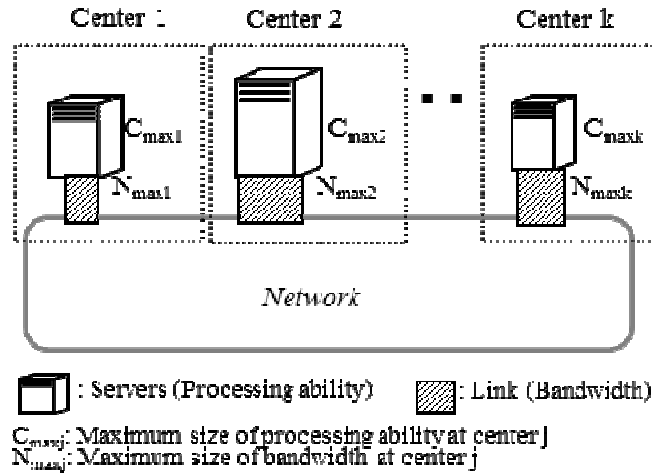 Center 1 Center 2 Center k
C_max1 C_max2 C_maxk
N_max1 N_max2 N_maxk
Network
: Servers (Processing ability) : Link (Bandwidth)
C_maxj: Maximum size of processing ability at center j
N_maxj: Maximum size of bandwidth at center j